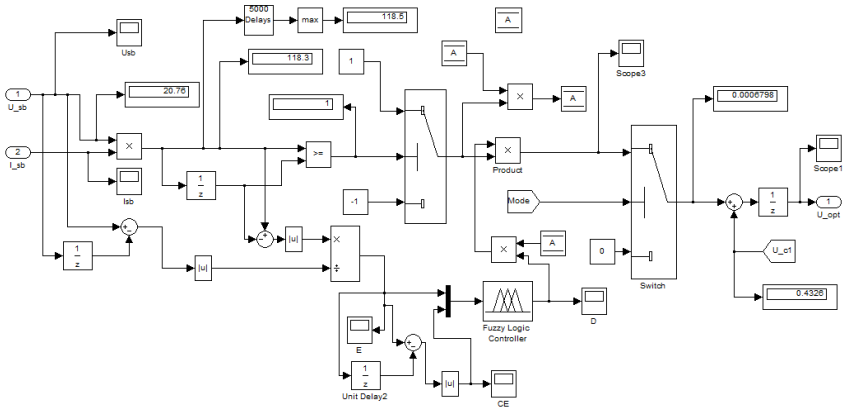 5000
Delays
max
118.5
A
1
U_sb
Usb
118.3
1
A
Scope3
20.76
1
×
A
0.0006798
2
I_sb
×
>=
×
Product
Switch
Scope1
Isb
1
z
-1
Mode
1
z
1
U_opt
|u|
×
÷
×
A
0
U_c1
1
z
|u|
Fuzzy Logic
Controller
D
0.4326
E
1
z
Unit Delay2
|u|
CE